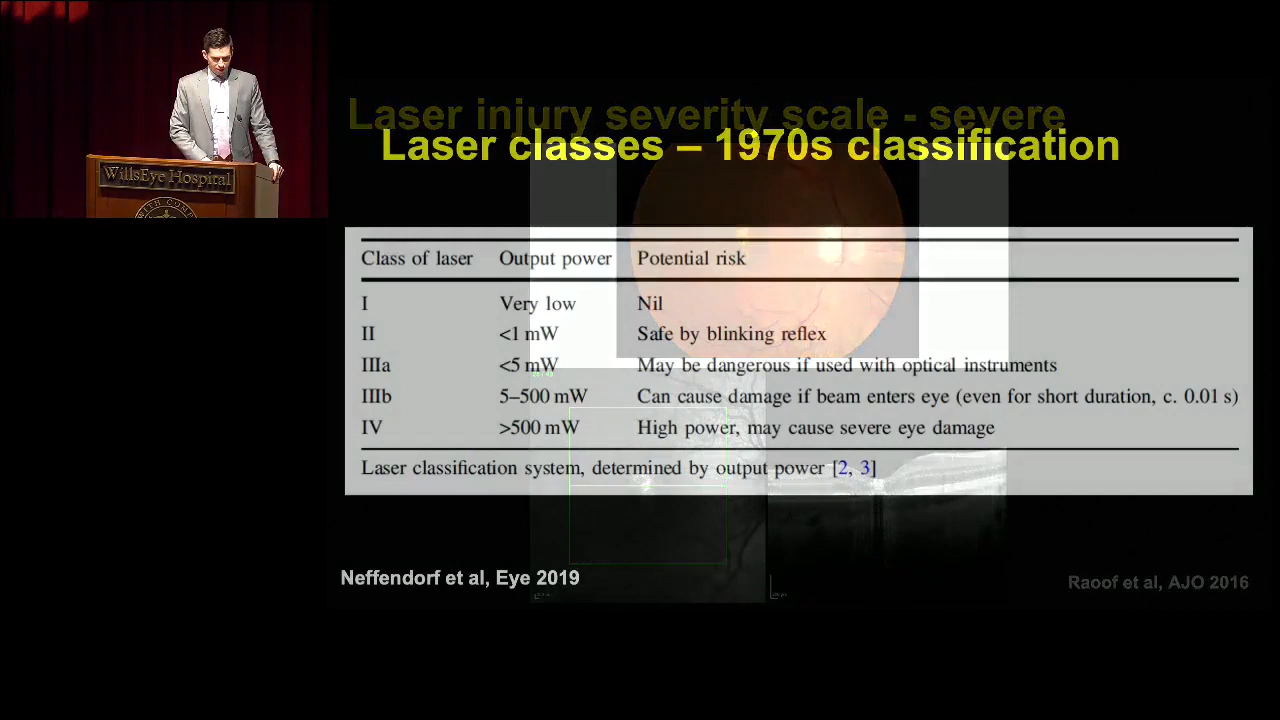 WillsEye Hospital
WITH COMP
Laser injury severity scale - severe
Laser classes – 1970s classification
Class of laser Output power Potential risk
I Very low Nil
II <1 mW Safe by blinking reflex
IIIa <5 mW May be dangerous if used with optical instruments
IIIb 5–500 mW Can cause damage if beam enters eye (even for short duration, c. 0.01 s)
IV >500 mW High power, may cause severe eye damage
Laser classification system, determined by output power [2, 3]
Neffendorf et al, Eye 2019
Raoof et al, AJO 2016